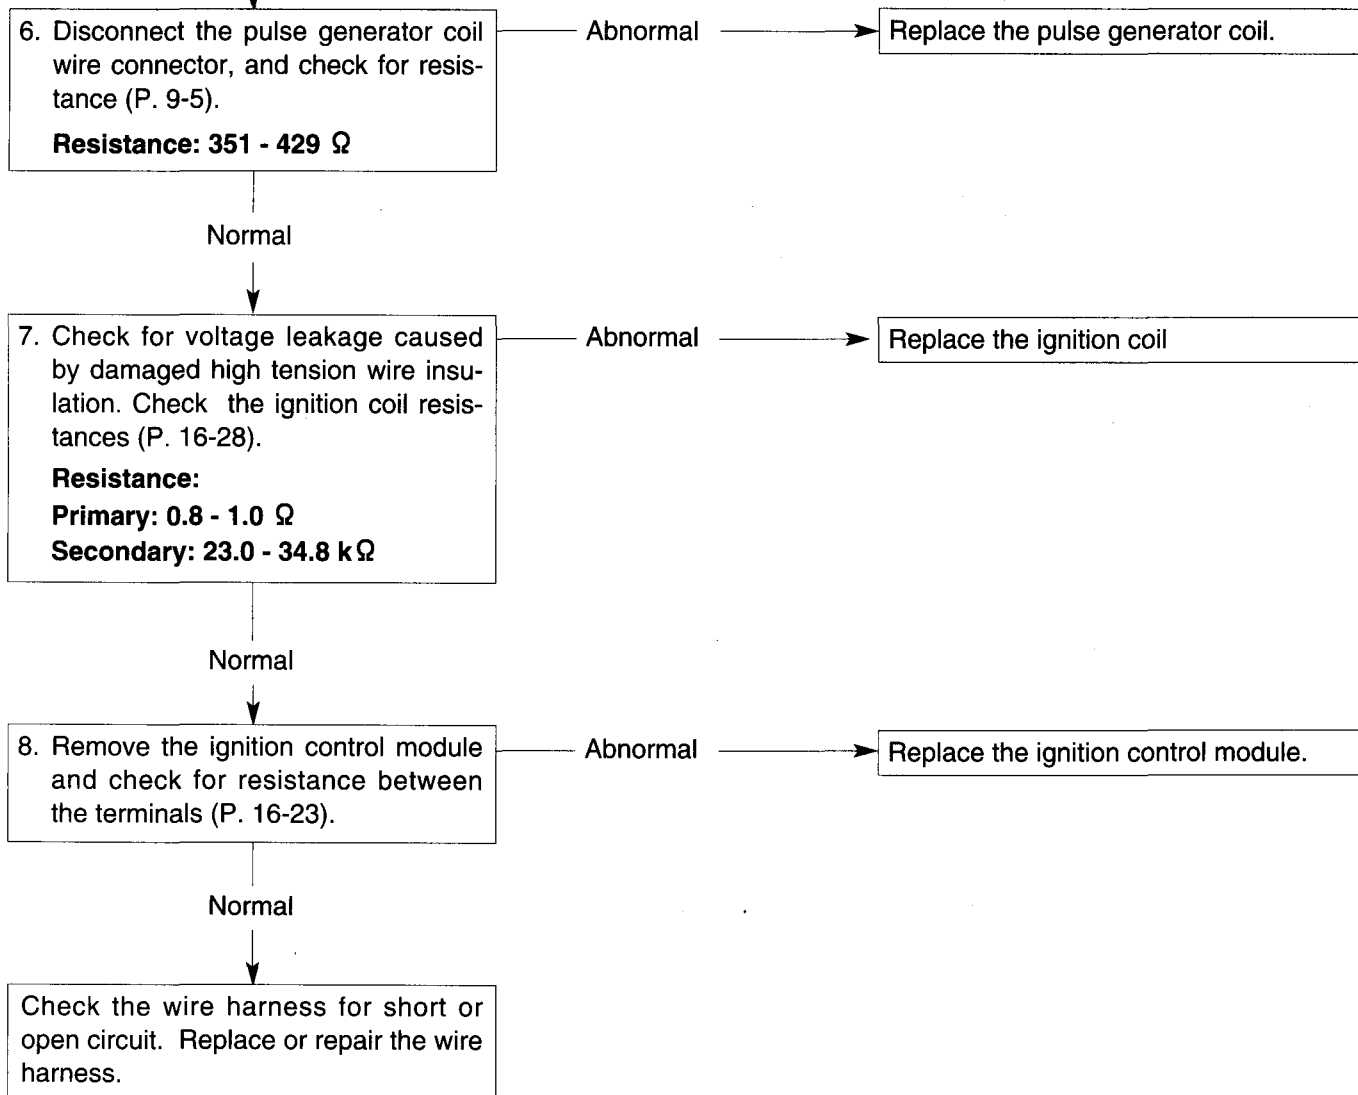 6. Disconnect the pulse generator coil
wire connector, and check for resis-
tance (P. 9-5).
Resistance: 351 - 429 Ω
Abnormal
Replace the pulse generator coil.
Normal
7. Check for voltage leakage caused
by damaged high tension wire insu-
lation. Check the ignition coil resis-
tances (P. 16-28).
Resistance:
Primary: 0.8 - 1.0 Ω
Secondary: 23.0 - 34.8 kΩ
Abnormal
Replace the ignition coil
Normal
8. Remove the ignition control module
and check for resistance between
the terminals (P. 16-23).
Abnormal
Replace the ignition control module.
Normal
Check the wire harness for short or
open circuit. Replace or repair the wire
harness.